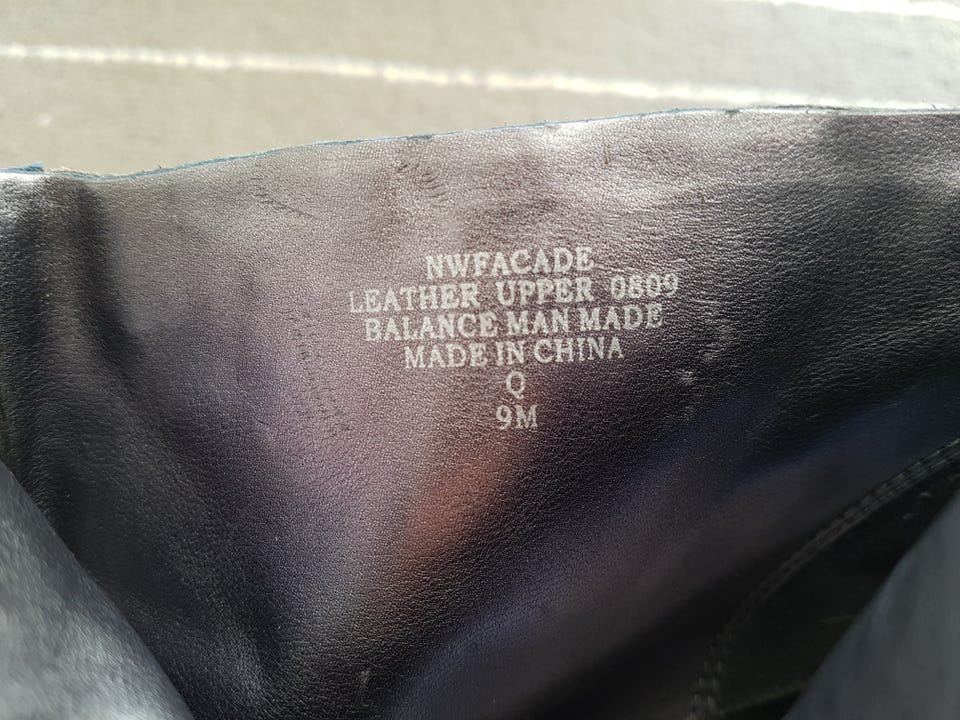 NWFACADE
LEATHER UPPER 0809
BALANCE MAN MADE
MADE IN CHINA
Q
9M